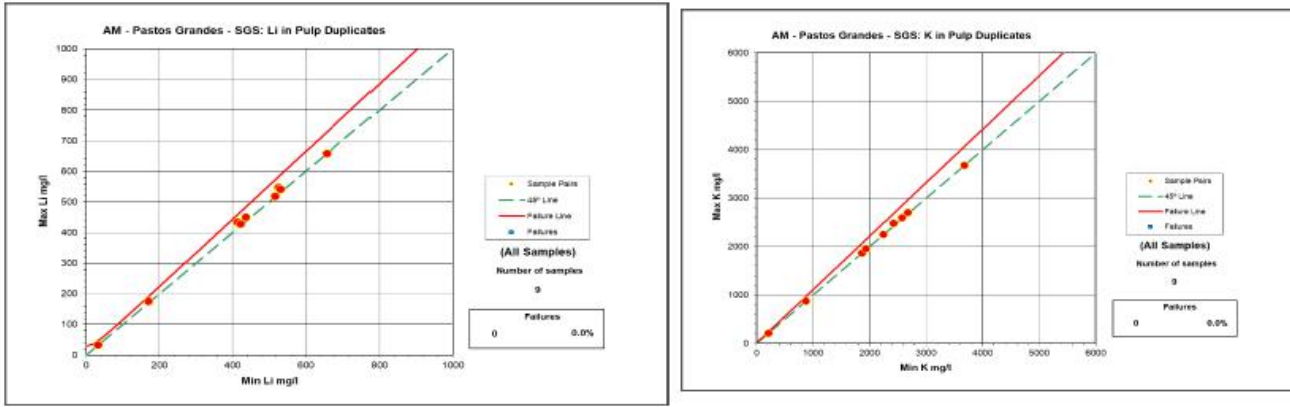 AM - Pastos Grandes - SGS: Li in Pulp Duplicates
1000
900
800
700
600
500
400
300
200
100
0
Max Li mg/l
0 200 400 600 800 1000
Min Li mg/l
Sample Pairs
45° Line
Failure Line
Failures
(All Samples)
Number of samples
9
Failures
0 0.0%
AM - Pastos Grandes - SGS: K in Pulp Duplicates
6000
5000
4000
3000
2000
1000
0
Max K mg/l
0 1000 2000 3000 4000 5000 6000
Min K mg/l
Sample Pairs
45° Line
Failure Line
Failures
(All Samples)
Number of samples
9
Failures
0 0.0%